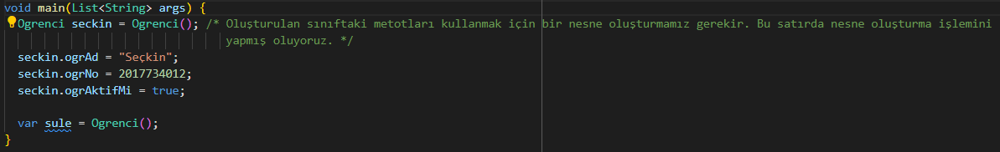 void main(List<String> args) {
Ogrenci seckin = Ogrenci(); /* Oluşturulan sınıftaki metotları kullanmak için bir nesne oluşturmamız gerekir. Bu satırda nesne oluşturma işlemini
yapmış oluyoruz. */
seckin.ogrAd = "Seçkin";
seckin.ogrNo = 2017734012;
seckin.ogrAktifMi = true;
var sule = Ogrenci();
}